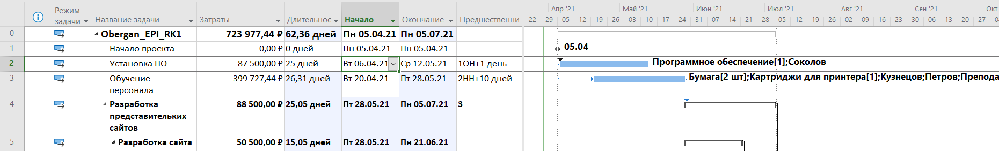 Режим задачи Название задачи Затраты Длительнос Начало Окончание Предшественни
0 Obergan_EPI_RK1 723 977,44 ₽ 62,36 дней Пн 05.04.21 Пн 05.07.21
1 Начало проекта 0,00 ₽ 0 дней Пн 05.04.21 Пн 05.04.21
2 Установка ПО 87 500,00 ₽ 25 дней Вт 06.04.21 Ср 12.05.21 1ОН+1 день
3 Обучение персонала 399 727,44 ₽ 26,31 дней Вт 20.04.21 Пт 28.05.21 2НН+10 дней
4 Разработка представительких сайтов 88 500,00 ₽ 25,05 дней Пт 28.05.21 Пн 05.07.21 3
5 Разработка сайта 50 500,00 ₽ 15,05 дней Пт 28.05.21 Пн 21.06.21
Апр '21 Май '21 Июн '21 Июл '21 Авг '21 Сен '21 Окт
22 29 05 12 19 26 03 10 17 24 31 07 14 21 28 05 12 19 26 02 09 16 23 30 06 13 20 27
05.04
Программное обеспечение[1];Соколов
Бумага[2 шт];Картриджи для принтера[1];Кузнецов;Петров;Препода